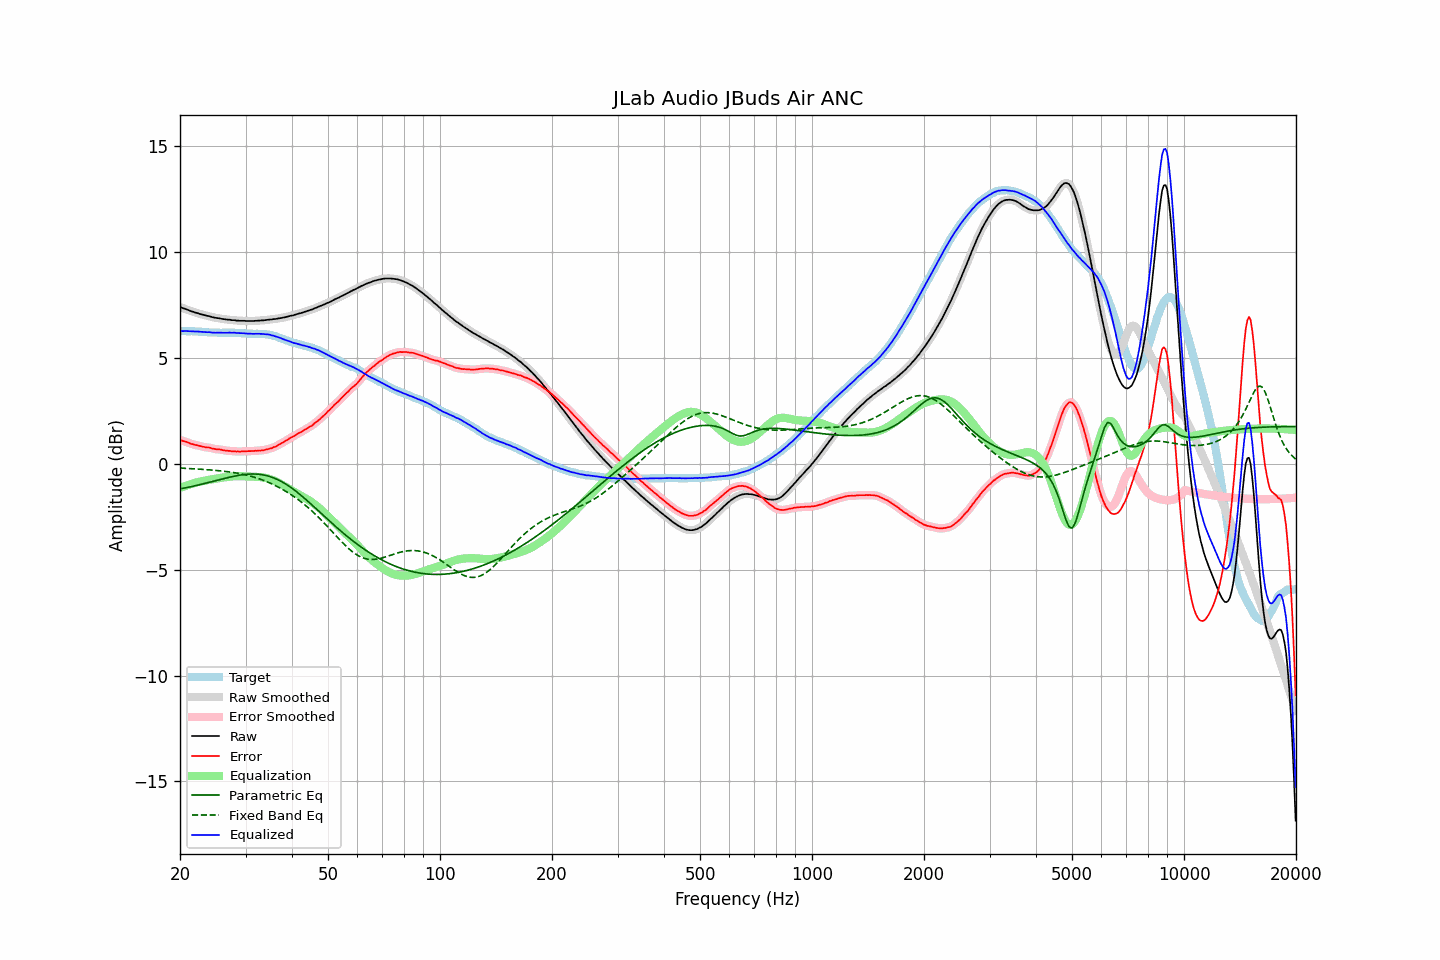 JLab Audio JBuds Air ANC
Amplitude (dBr)
15
10
5
0
−5
−10
−15
Target
Raw Smoothed
Error Smoothed
Raw
Error
Equalization
Parametric Eq
Fixed Band Eq
Equalized
20 50 100 200 500 1000 2000 5000 10000 20000
Frequency (Hz)